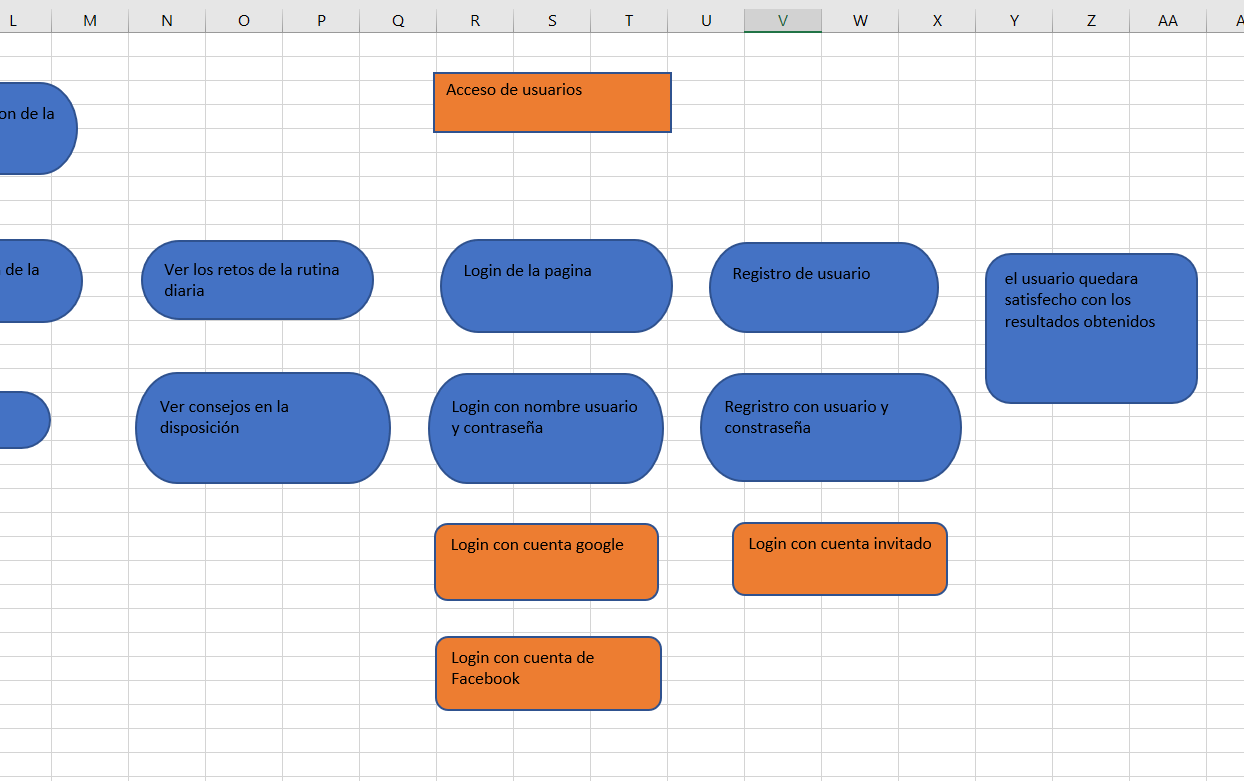 L M N O P Q R S T U V W X Y Z AA
Acceso de usuarios
on de la
de la
Ver los retos de la rutina
diaria
Login de la pagina
Registro de usuario
el usuario quedara
satisfecho con los
resultados obtenidos
Ver consejos en la
disposición
Login con nombre usuario
y contraseña
Regristro con usuario y
constraseña
Login con cuenta google
Login con cuenta invitado
Login con cuenta de
Facebook